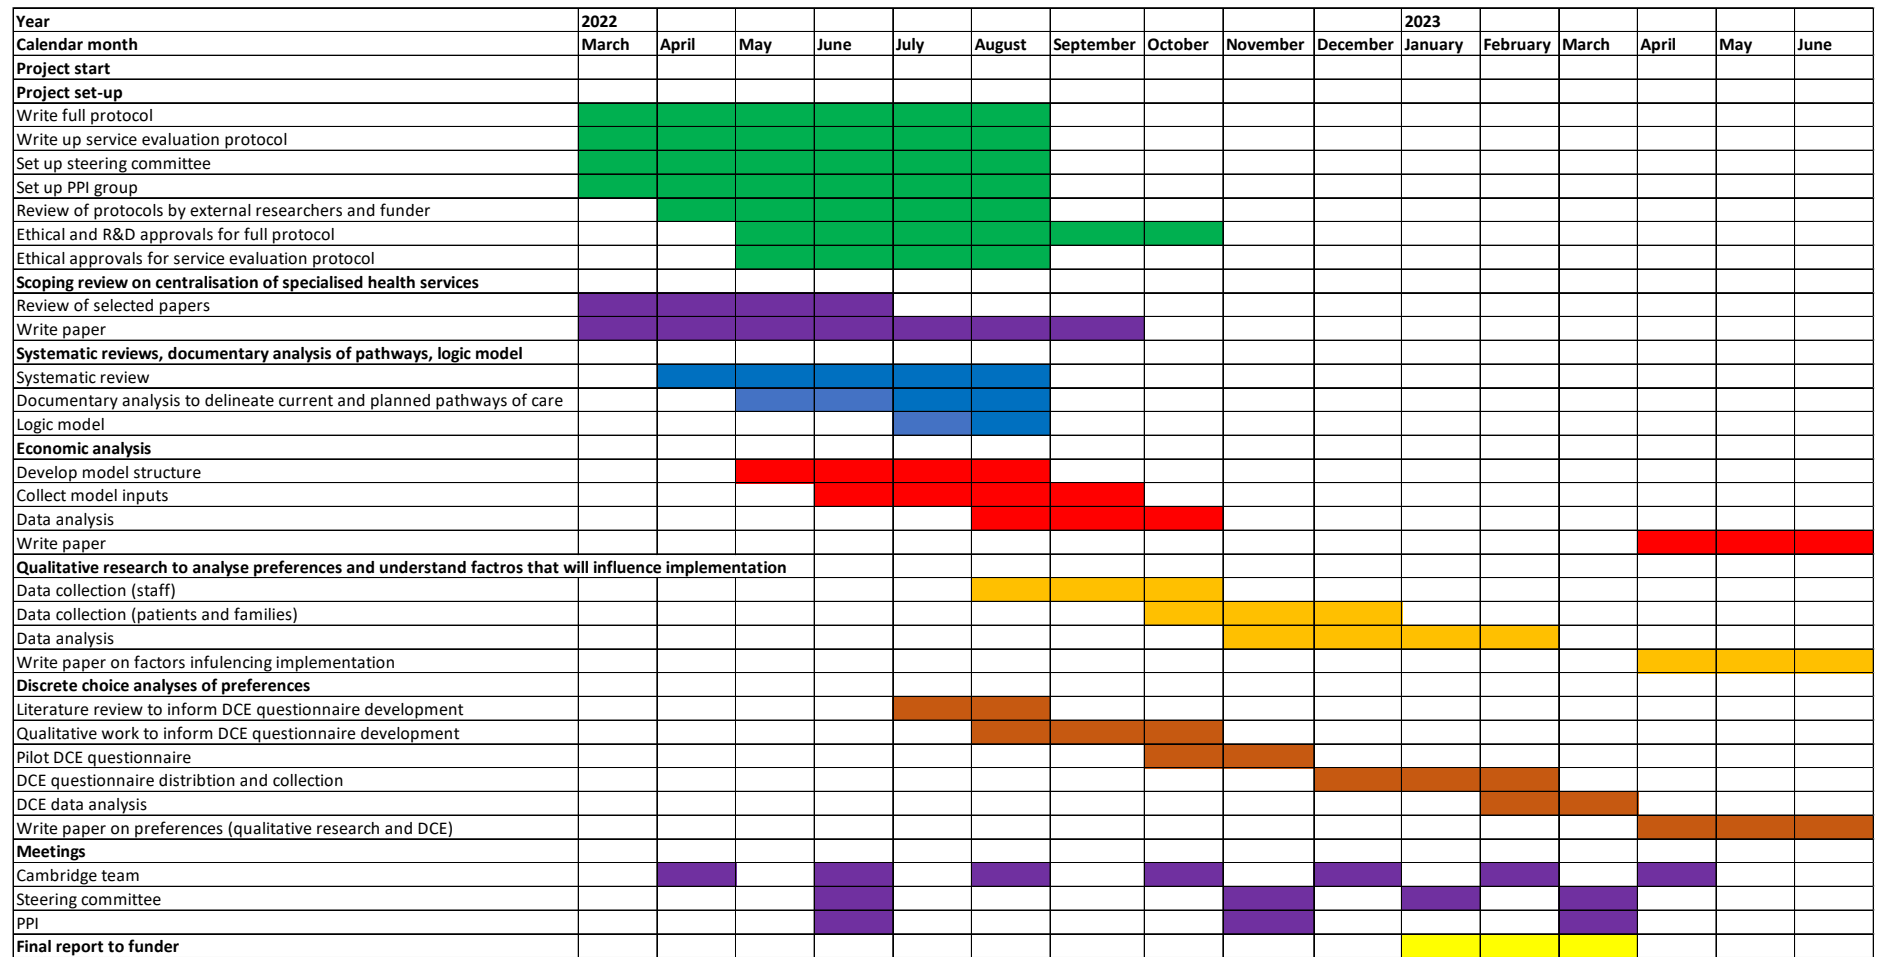 Year 2022 2023
Calendar month March April May June July August September October November December January February March April May June
Project start
Project set-up
Write full protocol
Write up service evaluation protocol
Set up steering committee
Set up PPI group
Review of protocols by external researchers and funder
Ethical and R&D approvals for full protocol
Ethical approvals for service evaluation protocol
Scoping review on centralisation of specialised health services
Review of selected papers
Write paper
Systematic reviews, documentary analysis of pathways, logic model
Systematic review
Documentary analysis to delineate current and planned pathways of care
Logic model
Economic analysis
Develop model structure
Collect model inputs
Data analysis
Write paper
Qualitative research to analyse preferences and understand factros that will influence implementation
Data collection (staff)
Data collection (patients and families)
Data analysis
Write paper on factors infulencing implementation
Discrete choice analyses of preferences
Literature review to inform DCE questionnaire development
Qualitative work to inform DCE questionnaire development
Pilot DCE questionnaire
DCE questionnaire distribtion and collection
DCE data analysis
Write paper on preferences (qualitative research and DCE)
Meetings
Cambridge team
Steering committee
PPI
Final report to funder